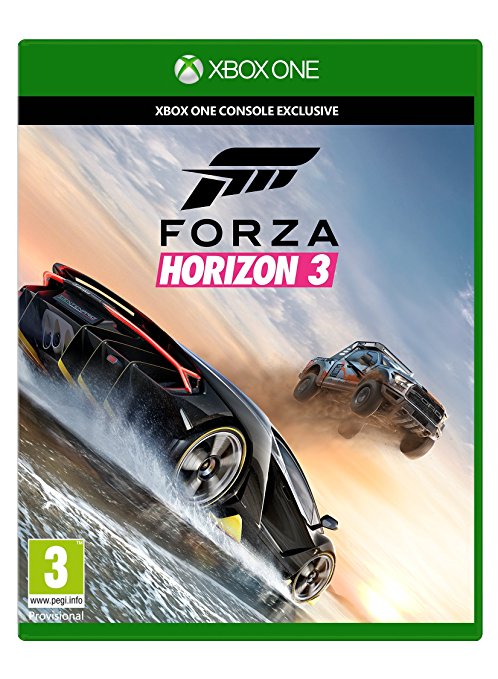 XBOX ONE
XBOX ONE CONSOLE EXCLUSIVE
FORZA
HORIZON 3
3
www.pegi.info
Provisional